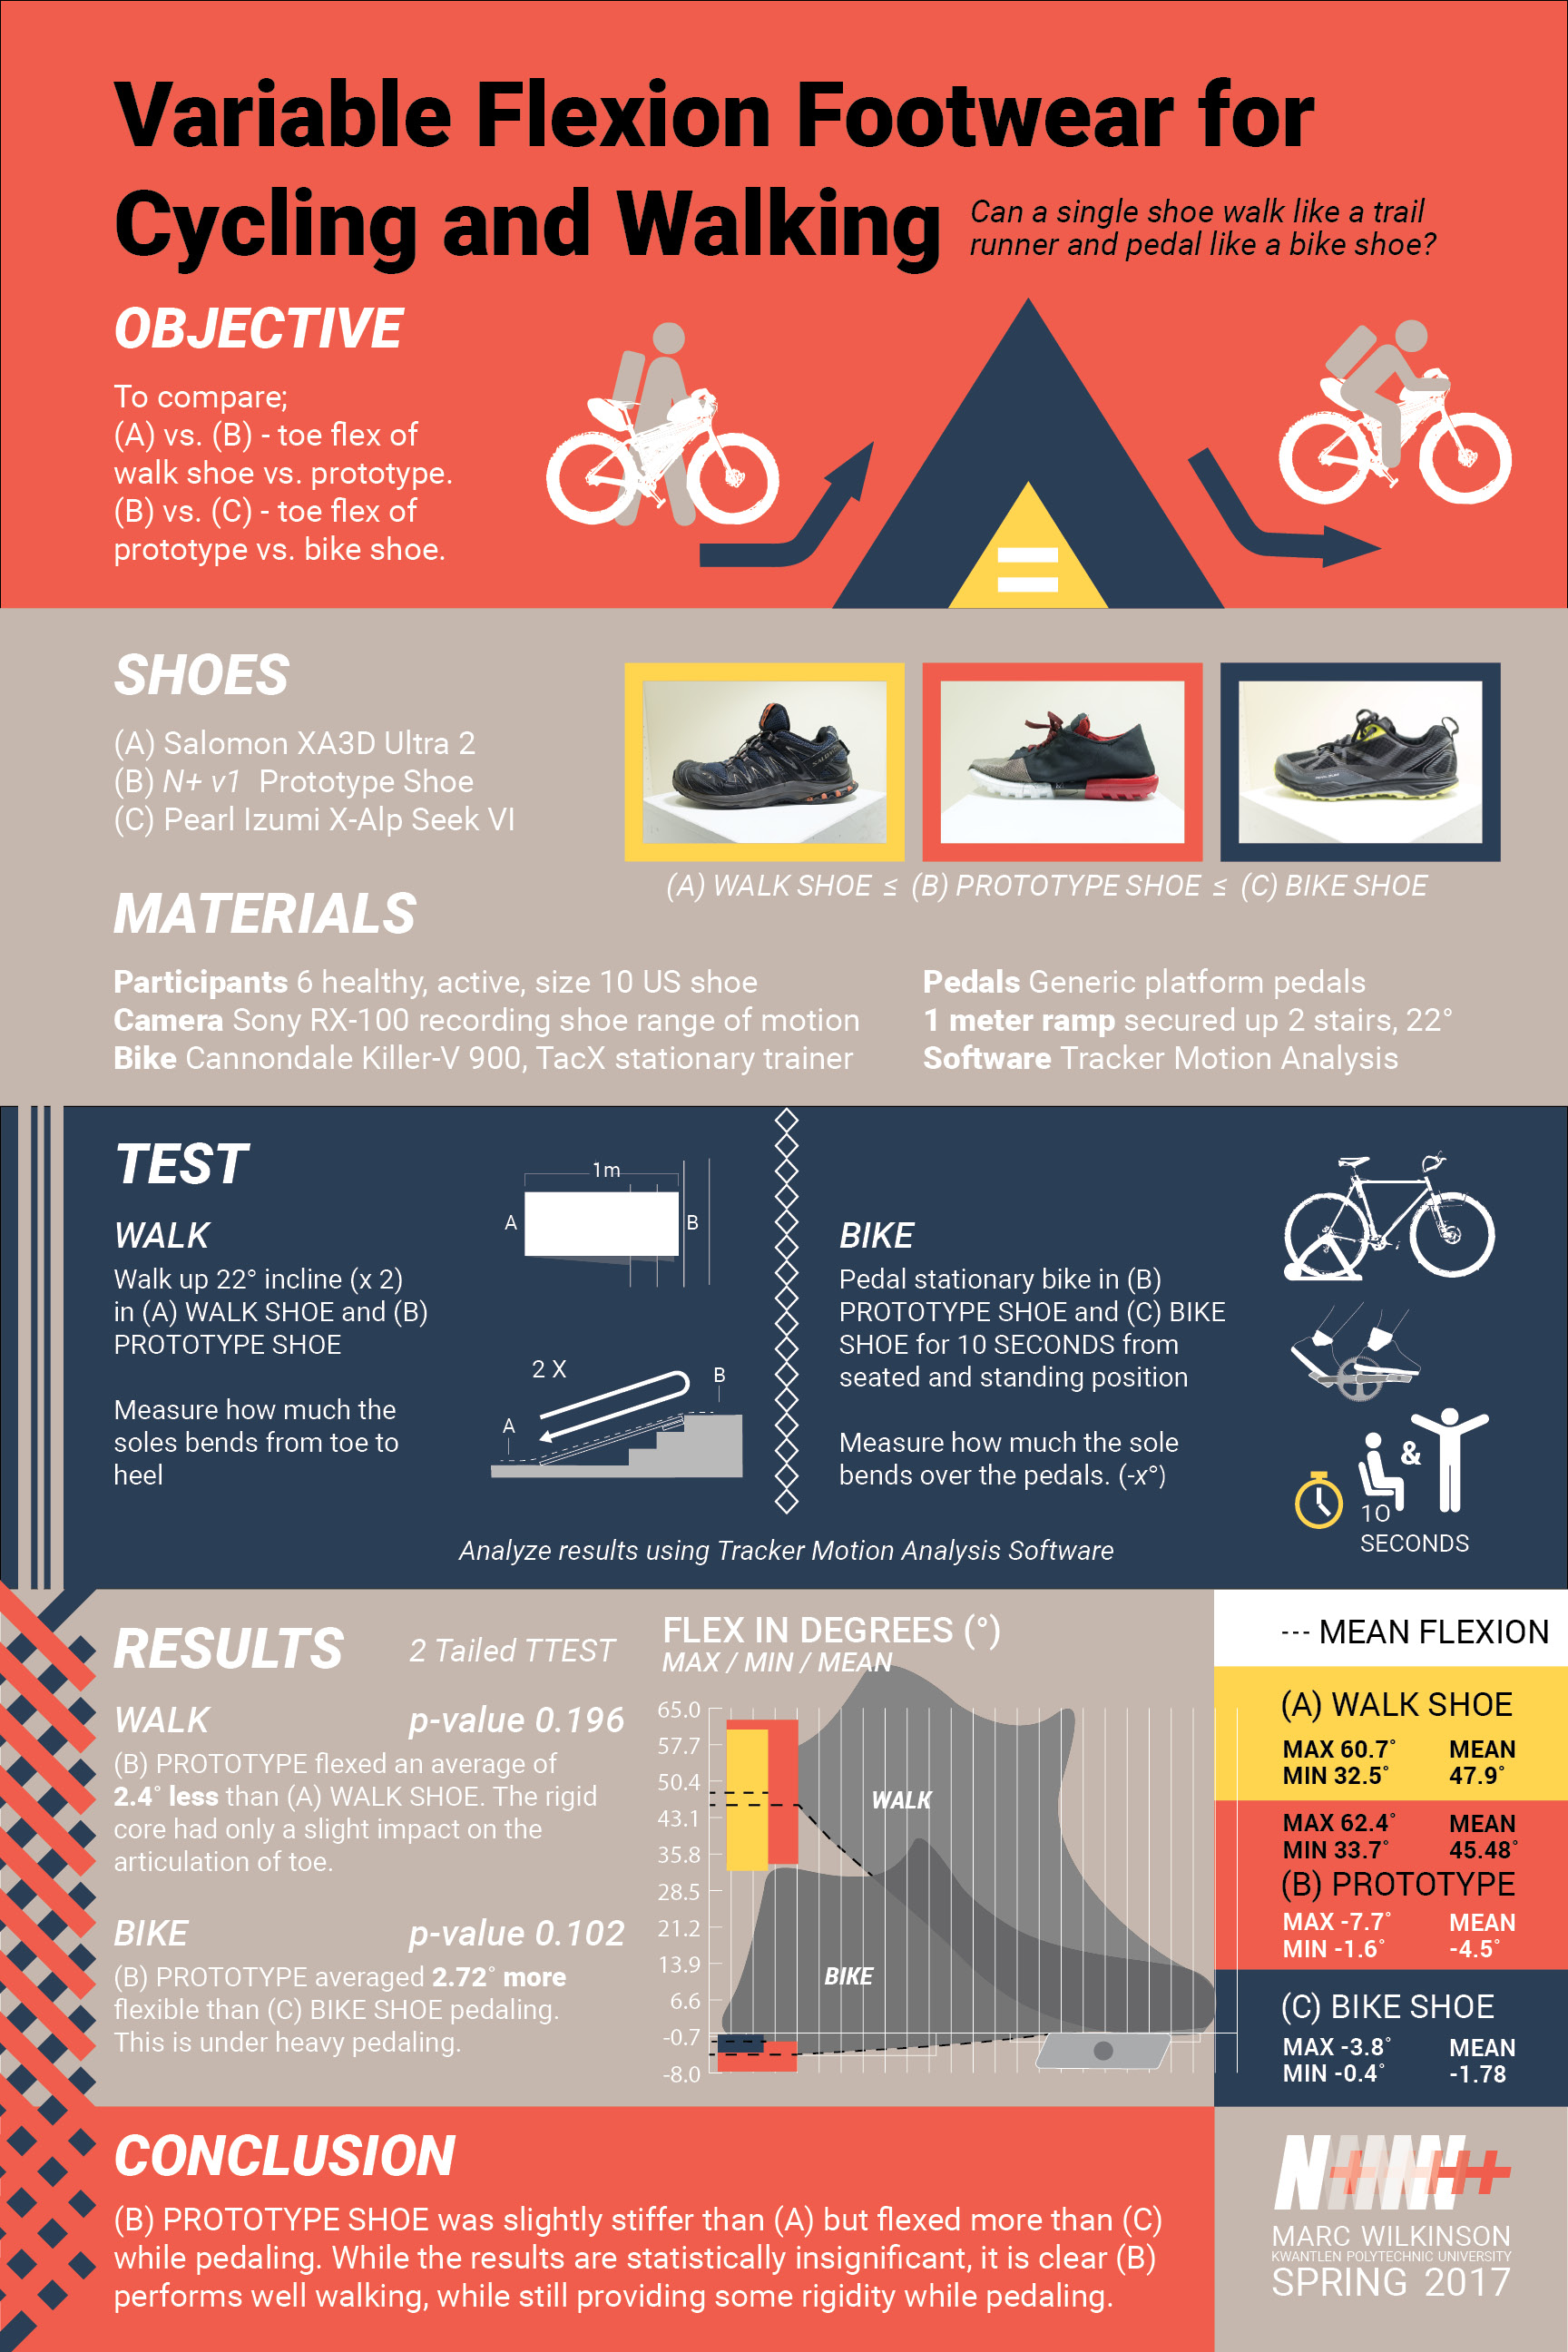 Variable Flexion Footwear for
Cycling and Walking
Can a single shoe walk like a trail
runner and pedal like a bike shoe?
OBJECTIVE
To compare;
(A) vs. (B) - toe flex of
walk shoe vs. prototype.
(B) vs. (C) - toe flex of
prototype vs. bike shoe.
SHOES
(A) Salomon XA3D Ultra 2
(B) N+ v1 Prototype Shoe
(C) Pearl Izumi X-Alp Seek VI
(A) WALK SHOE ≤ (B) PROTOTYPE SHOE ≤ (C) BIKE SHOE
MATERIALS
Participants 6 healthy, active, size 10 US shoe
Camera Sony RX-100 recording shoe range of motion
Bike Cannondale Killer-V 900, TacX stationary trainer
Pedals Generic platform pedals
1 meter ramp secured up 2 stairs, 22°
Software Tracker Motion Analysis
TEST
WALK
Walk up 22° incline (x 2)
in (A) WALK SHOE and (B)
PROTOTYPE SHOE
Measure how much the
soles bends from toe to
heel
1m
A
B
2 X
A
B
BIKE
Pedal stationary bike in (B)
PROTOTYPE SHOE and (C) BIKE
SHOE for 10 SECONDS from
seated and standing position
Measure how much the sole
bends over the pedals. (-x°)
&
10
SECONDS
Analyze results using Tracker Motion Analysis Software
RESULTS
2 Tailed TTEST
WALK
p-value 0.196
(B) PROTOTYPE flexed an average of
2.4° less than (A) WALK SHOE. The rigid
core had only a slight impact on the
articulation of toe.
BIKE
p-value 0.102
(B) PROTOTYPE averaged 2.72° more
flexible than (C) BIKE SHOE pedaling.
This is under heavy pedaling.
FLEX IN DEGREES (°)
MAX / MIN / MEAN
65.0
57.7
50.4
43.1
35.8
28.5
21.2
13.9
6.6
-0.7
-8.0
WALK
BIKE
--- MEAN FLEXION
(A) WALK SHOE
MAX 60.7° MEAN
MIN 32.5° 47.9°
MAX 62.4° MEAN
MIN 33.7° 45.48°
(B) PROTOTYPE
MAX -7.7° MEAN
MIN -1.6° -4.5°
(C) BIKE SHOE
MAX -3.8° MEAN
MIN -0.4° -1.78
CONCLUSION
(B) PROTOTYPE SHOE was slightly stiffer than (A) but flexed more than (C)
while pedaling. While the results are statistically insignificant, it is clear (B)
performs well walking, while still providing some rigidity while pedaling.
MARC WILKINSON
KWANTLEN POLYTECHNIC UNIVERSITY
SPRING 2017